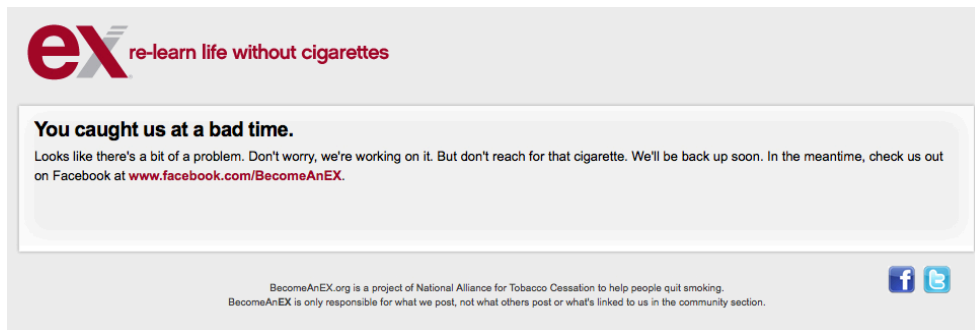 ex re-learn life without cigarettes
You caught us at a bad time.
Looks like there's a bit of a problem. Don't worry, we're working on it. But don't reach for that cigarette. We'll be back up soon. In the meantime, check us out
on Facebook at www.facebook.com/BecomeAnEX.
BecomeAnEX.org is a project of National Alliance for Tobacco Cessation to help people quit smoking.
BecomeAnEX is only responsible for what we post, not what others post or what's linked to us in the community section.